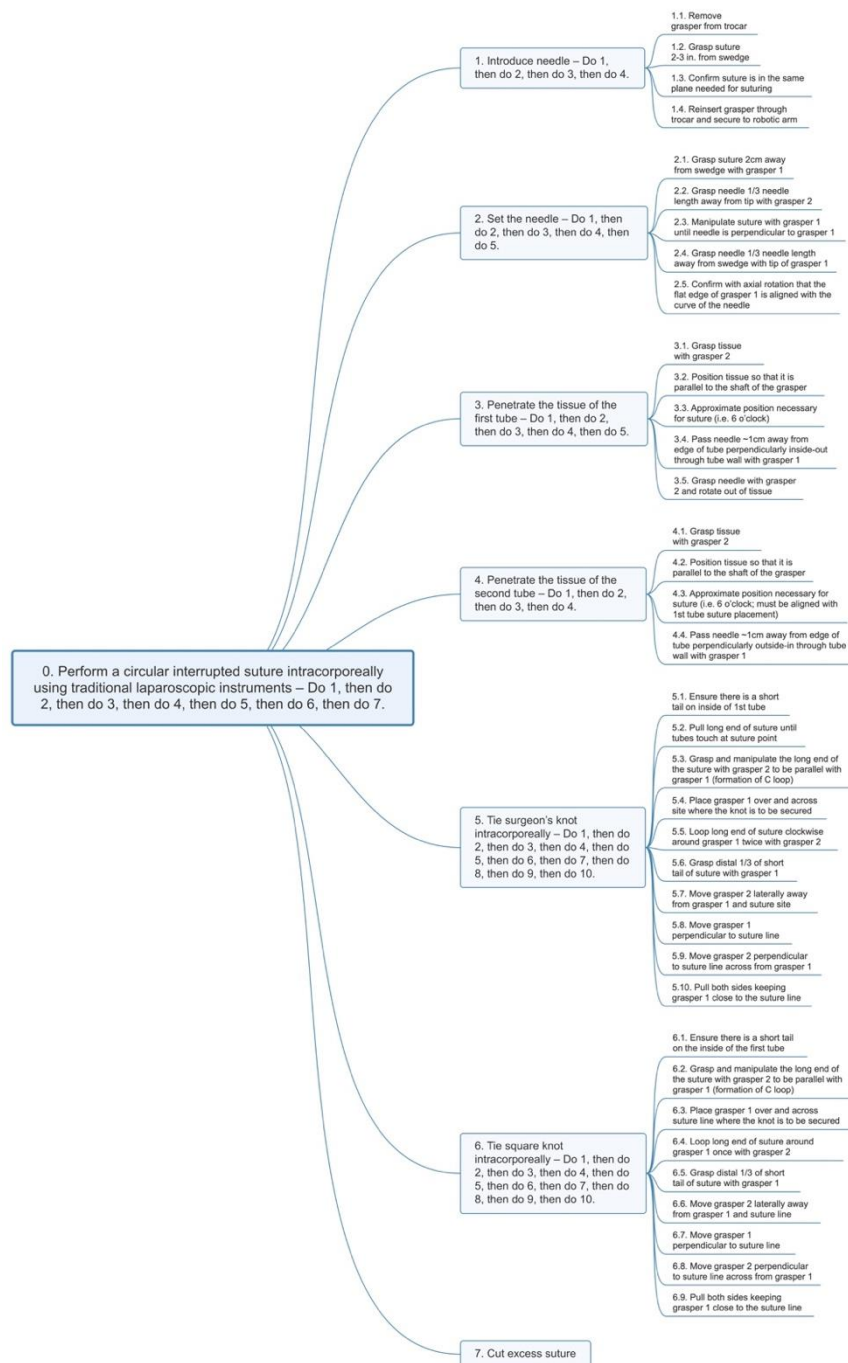 0. Perform a circular interrupted suture intracorporeally
using traditional laparoscopic instruments – Do 1, then do
2, then do 3, then do 4, then do 5, then do 6, then do 7.
1. Introduce needle – Do 1,
then do 2, then do 3, then do 4.
1.1. Remove
grasper from trocar
1.2. Grasp suture
2-3 in. from swedge
1.3. Confirm suture is in the same
plane needed for suturing
1.4. Reinsert grasper through
trocar and secure to robotic arm
2. Set the needle – Do 1, then
do 2, then do 3, then do 4, then
do 5.
2.1. Grasp suture 2cm away
from swedge with grasper 1
2.2. Grasp needle 1/3 needle
length away from tip with grasper 2
2.3. Manipulate suture with grasper 1
until needle is perpendicular to grasper 1
2.4. Grasp needle 1/3 needle length
away from swedge with tip of grasper 1
2.5. Confirm with axial rotation that the
flat edge of grasper 1 is aligned with the
curve of the needle
3. Penetrate the tissue of the
first tube – Do 1, then do 2,
then do 3, then do 4, then do 5.
3.1. Grasp tissue
with grasper 2
3.2. Position tissue so that it is
parallel to the shaft of the grasper
3.3. Approximate position necessary
for suture (i.e. 6 o'clock)
3.4. Pass needle ~1cm away from
edge of tube perpendicularly inside-out
through tube wall with grasper 1
3.5. Grasp needle with grasper
2 and rotate out of tissue
4. Penetrate the tissue of the
second tube – Do 1, then do 2,
then do 3, then do 4.
4.1. Grasp tissue
with grasper 2
4.2. Position tissue so that it is
parallel to the shaft of the grasper
4.3. Approximate position necessary for
suture (i.e. 6 o'clock; must be aligned with
1st tube suture placement)
4.4. Pass needle ~1cm away from edge of
tube perpendicularly outside-in through tube
wall with grasper 1
5. Tie surgeon's knot
intracorporeally – Do 1, then do
2, then do 3, then do 4, then do
5, then do 6, then do 7, then do
8, then do 9, then do 10.
5.1. Ensure there is a short
tail on inside of 1st tube
5.2. Pull long end of suture until
tubes touch at suture point
5.3. Grasp and manipulate the long end of
the suture with grasper 2 to be parallel with
grasper 1 (formation of C loop)
5.4. Place grasper 1 over and across
site where the knot is to be secured
5.5. Loop long end of suture clockwise
around grasper 1 twice with grasper 2
5.6. Grasp distal 1/3 of short
tail of suture with grasper 1
5.7. Move grasper 2 laterally away
from grasper 1 and suture site
5.8. Move grasper 1
perpendicular to suture line
5.9. Move grasper 2 perpendicular
to suture line across from grasper 1
5.10. Pull both sides keeping
grasper 1 close to the suture line
6. Tie square knot
intracorporeally – Do 1, then do
2, then do 3, then do 4, then do
5, then do 6, then do 7, then do
8, then do 9, then do 10.
6.1. Ensure there is a short tail
on the inside of the first tube
6.2. Grasp and manipulate the long end of
the suture with grasper 2 to be parallel with
grasper 1 (formation of C loop)
6.3. Place grasper 1 over and across
suture line where the knot is to be secured
6.4. Loop long end of suture around
grasper 1 once with grasper 2
6.5. Grasp distal 1/3 of short
tail of suture with grasper 1
6.6. Move grasper 2 laterally away
from grasper 1 and suture line
6.7. Move grasper 1
perpendicular to suture line
6.8. Move grasper 2 perpendicular
to suture line across from grasper 1
6.9. Pull both sides keeping
grasper 1 close to the suture line
7. Cut excess suture